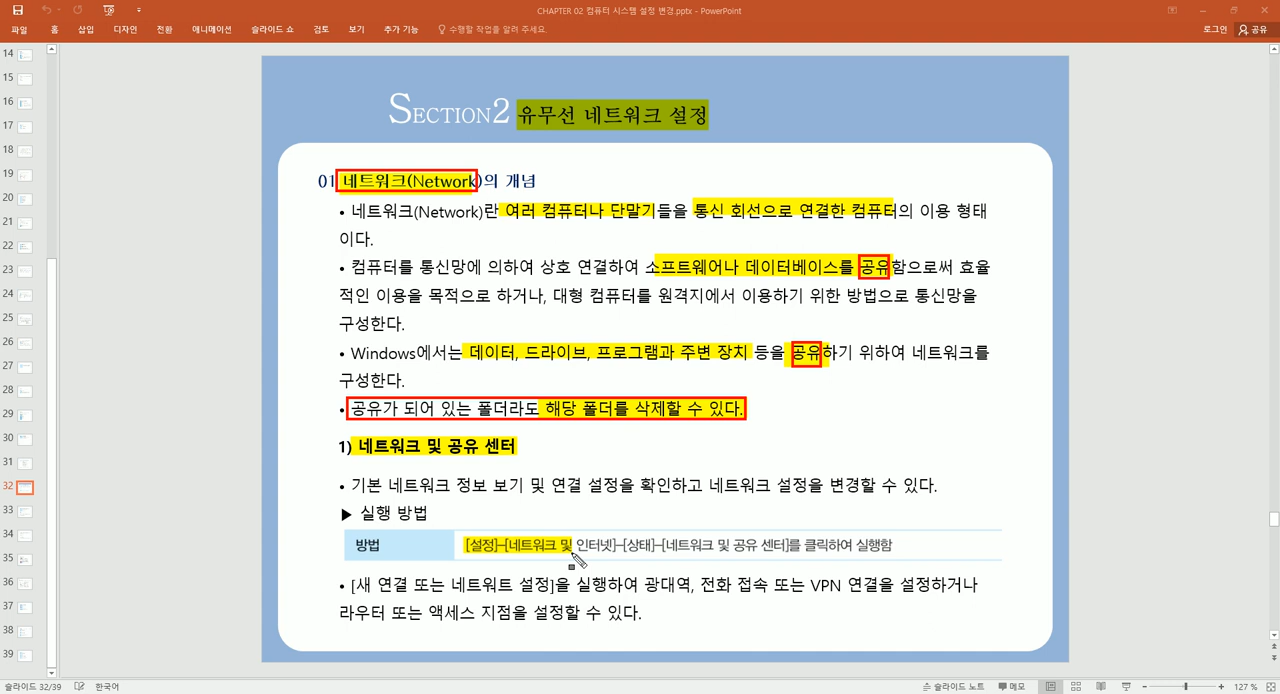 CHAPTER 02 컴퓨터 시스템 설정 변경.pptx - PowerPoint
파일 홈 삽입 디자인 전환 애니메이션 슬라이드 쇼 검토 보기 추가 기능 수행할 작업을 알려 주세요. 로그인 공유
14
15
16
17
18
19
20
21
22
23
24
25
26
27
28
29
30
31
32
33
34
35
36
37
38
39
SECTION2 유무선 네트워크 설정
01 네트워크(Network)의 개념
• 네트워크(Network)란 여러 컴퓨터나 단말기들을 통신 회선으로 연결한 컴퓨터의 이용 형태
이다.
• 컴퓨터를 통신망에 의하여 상호 연결하여 소프트웨어나 데이터베이스를 공유함으로써 효율
적인 이용을 목적으로 하거나, 대형 컴퓨터를 원격지에서 이용하기 위한 방법으로 통신망을
구성한다.
• Windows에서는 데이터, 드라이브, 프로그램과 주변 장치 등을 공유하기 위하여 네트워크를
구성한다.
• 공유가 되어 있는 폴더라도 해당 폴더를 삭제할 수 있다.
1) 네트워크 및 공유 센터
• 기본 네트워크 정보 보기 및 연결 설정을 확인하고 네트워크 설정을 변경할 수 있다.
▶ 실행 방법
방법 [설정]-[네트워크 및 인터넷]-[상태]-[네트워크 및 공유 센터]를 클릭하여 실행함
• [새 연결 또는 네트워트 설정]을 실행하여 광대역, 전화 접속 또는 VPN 연결을 설정하거나
라우터 또는 액세스 지점을 설정할 수 있다.
슬라이드 32/39 한국어 슬라이드 노트 메모 127 %